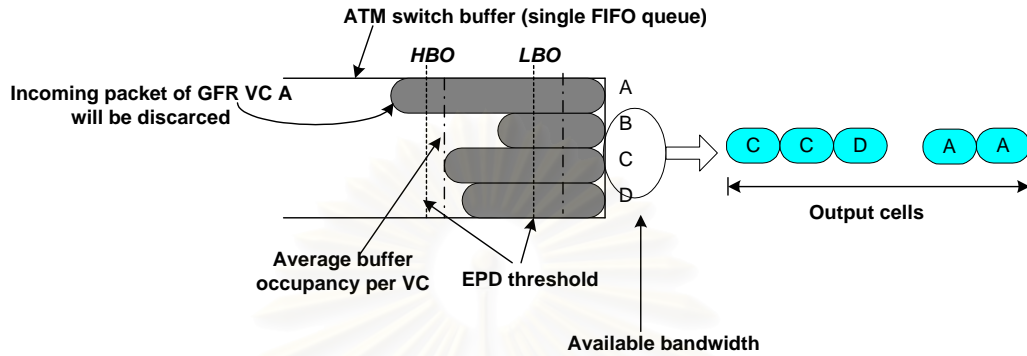 ATM switch buffer (single FIFO queue)
HBO
LBO
Incoming packet of GFR VC A
will be discarced
A
B
C
D
C C D A A
Output cells
Average buffer
occupancy per VC
EPD threshold
Available bandwidth